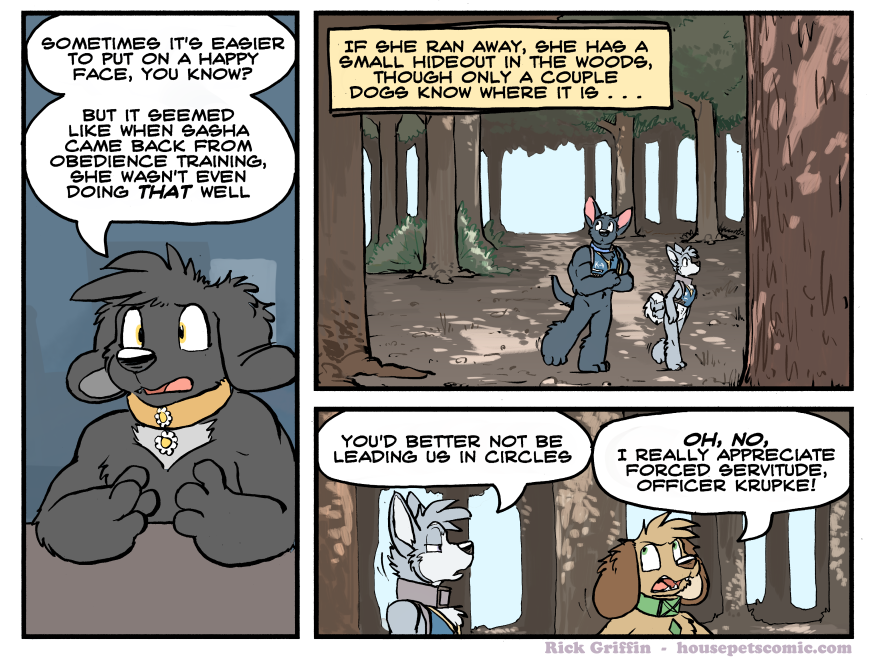 SOMETIMES IT'S EASIER
TO PUT ON A HAPPY
FACE, YOU KNOW?
BUT IT SEEMED
LIKE WHEN SASHA
CAME BACK FROM
OBEDIENCE TRAINING,
SHE WASN'T EVEN
DOING THAT WELL
IF SHE RAN AWAY, SHE HAS A
SMALL HIDEOUT IN THE WOODS,
THOUGH ONLY A COUPLE
DOGS KNOW WHERE IT IS . . .
YOU'D BETTER NOT BE
LEADING US IN CIRCLES
OH, NO,
I REALLY APPRECIATE
FORCED SERVITUDE,
OFFICER KRUPKE!
Rick Griffin - housepetscomic.com